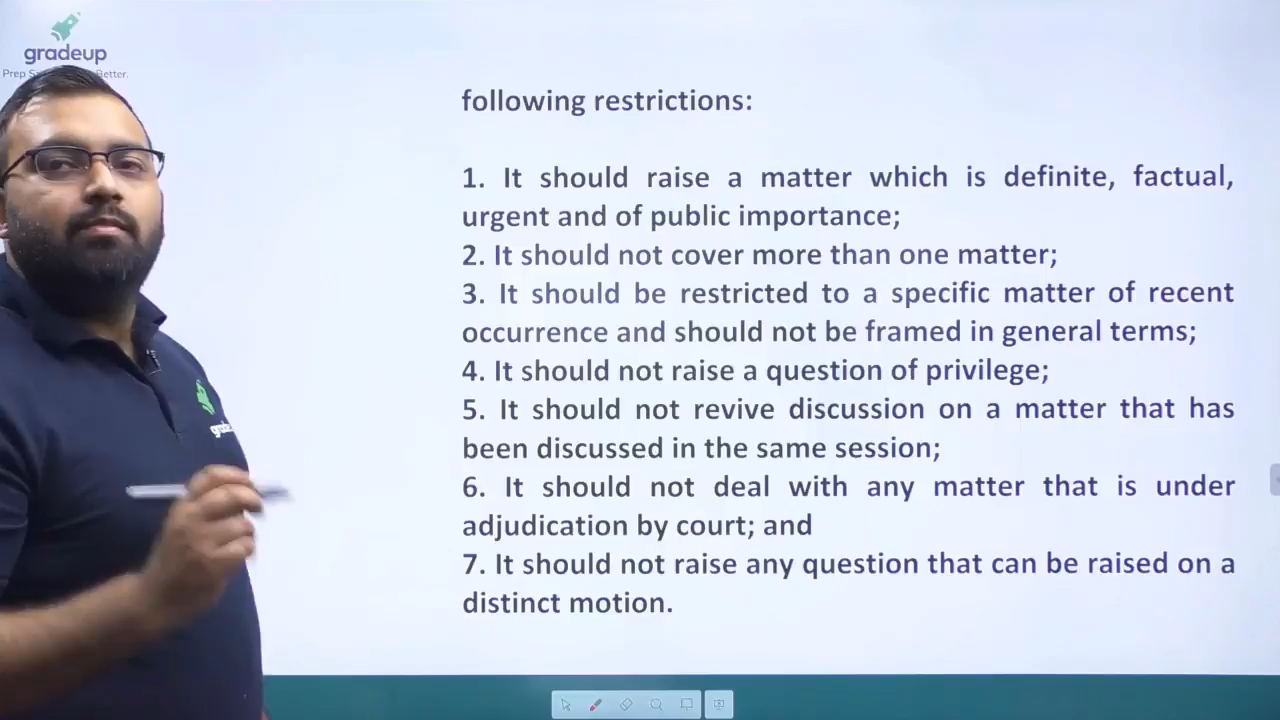 gradeup
Prep S Better.
following restrictions:
1. It should raise a matter which is definite, factual,
urgent and of public importance;
2. It should not cover more than one matter;
3. It should be restricted to a specific matter of recent
occurrence and should not be framed in general terms;
4. It should not raise a question of privilege;
5. It should not revive discussion on a matter that has
been discussed in the same session;
6. It should not deal with any matter that is under
adjudication by court; and
7. It should not raise any question that can be raised on a
distinct motion.